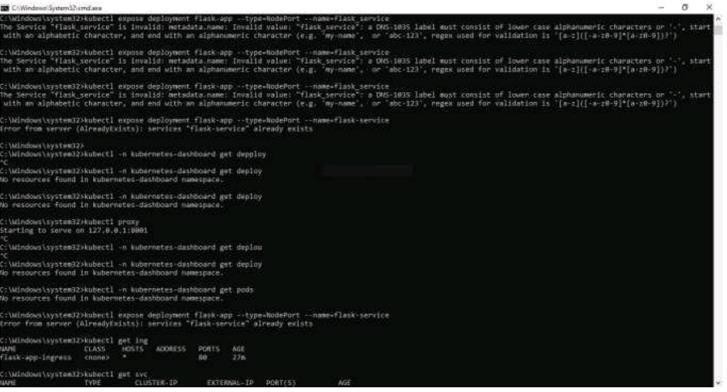 C:\Windows\System32\cmd.exe
C:\Windows\system32>kubectl expose deployment flask-app --type=NodePort --name=flask_service
The Service "flask_service" is invalid: metadata.name: Invalid value: "flask_service": a DNS-1035 label must consist of lower case alphanumeric characters or '-', start
with an alphabetic character, and end with an alphanumeric character (e.g. 'my-name',  or 'abc-123', regex used for validation is '[a-z]([-a-z0-9]*[a-z0-9])?')
C:\Windows\system32>kubectl expose deployment flask-app --type=NodePort --name=flask_service
The Service "flask_service" is invalid: metadata.name: Invalid value: "flask_service": a DNS-1035 label must consist of lower case alphanumeric characters or '-', start
with an alphabetic character, and end with an alphanumeric character (e.g. 'my-name',  or 'abc-123', regex used for validation is '[a-z]([-a-z0-9]*[a-z0-9])?')
C:\Windows\system32>kubectl expose deployment flask-app --type=NodePort --name=flask_service
The Service "flask_service" is invalid: metadata.name: Invalid value: "flask_service": a DNS-1035 label must consist of lower case alphanumeric characters or '-', start
with an alphabetic character, and end with an alphanumeric character (e.g. 'my-name',  or 'abc-123', regex used for validation is '[a-z]([-a-z0-9]*[a-z0-9])?')
C:\Windows\system32>kubectl expose deployment flask-app --type=NodePort --name=flask-service
Error from server (AlreadyExists): services "flask-service" already exists
C:\Windows\system32>
C:\Windows\system32>kubectl -n kubernetes-dashboard get depploy
^C
C:\Windows\system32>kubectl -n kubernetes-dashboard get deploy
No resources found in kubernetes-dashboard namespace.
C:\Windows\system32>kubectl -n kubernetes-dashboard get deploy
No resources found in kubernetes-dashboard namespace.
C:\Windows\system32>kubectl proxy
Starting to serve on 127.0.0.1:8001
^C
C:\Windows\system32>kubectl -n kubernetes-dashboard get deplou
^C
C:\Windows\system32>kubectl -n kubernetes-dashboard get deploy
No resources found in kubernetes-dashboard namespace.
C:\Windows\system32>kubectl -n kubernetes-dashboard get pods
No resources found in kubernetes-dashboard namespace.
C:\Windows\system32>kubectl expose deployment flask-app --type=NodePort --name=flask-service
Error from server (AlreadyExists): services "flask-service" already exists
C:\Windows\system32>kubectl get ing
NAME CLASS HOSTS ADDRESS PORTS AGE
flask-app-ingress <none> * 80 27m
C:\Windows\system32>kubectl get svc
NAME TYPE CLUSTER-IP EXTERNAL-IP PORT(S) AGE